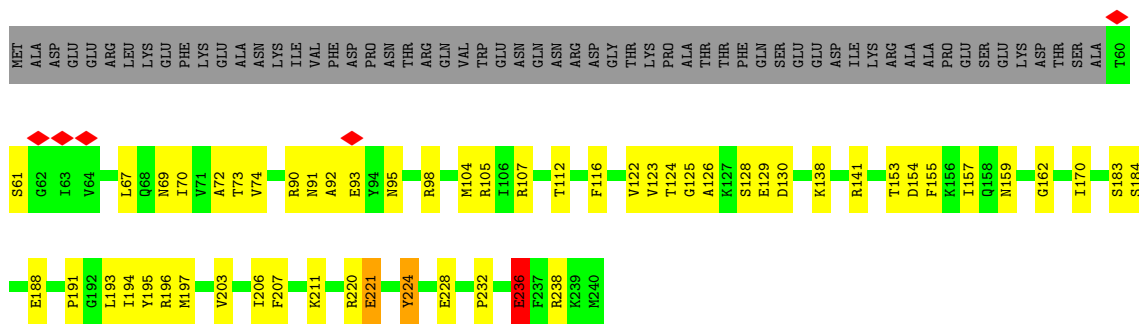 MET ALA ASP GLU GLU ARG LEU LYS GLU PHE LYS GLU ALA ASN LYS ILE VAL PHE ASP PRO ASN THR ARG GLN VAL TRP GLU ASN GLN ASN ARG ASP GLY THR LYS PRO ALA THR THR PHE GLN SER GLU GLU ASP ILE LYS ARG ALA ALA PRO GLU SER GLU LYS ASP THR SER ALA T60
S61 G62 I63 V64 L67 Q68 N69 I70 V71 A72 T73 V74 R90 N91 A92 E93 Y94 N95 R98 M104 R105 I106 R107 T112 F116 V122 V123 T124 G125 A126 K127 S128 E129 D130 K138 R141 T153 D154 F155 K156 I157 Q158 N159 G162 I170 S183 S184
E188 P191 G192 L193 I194 Y195 R196 M197 V203 I206 F207 K211 R220 E221 Y224 E228 P232 E236 F237 R238 K239 M240